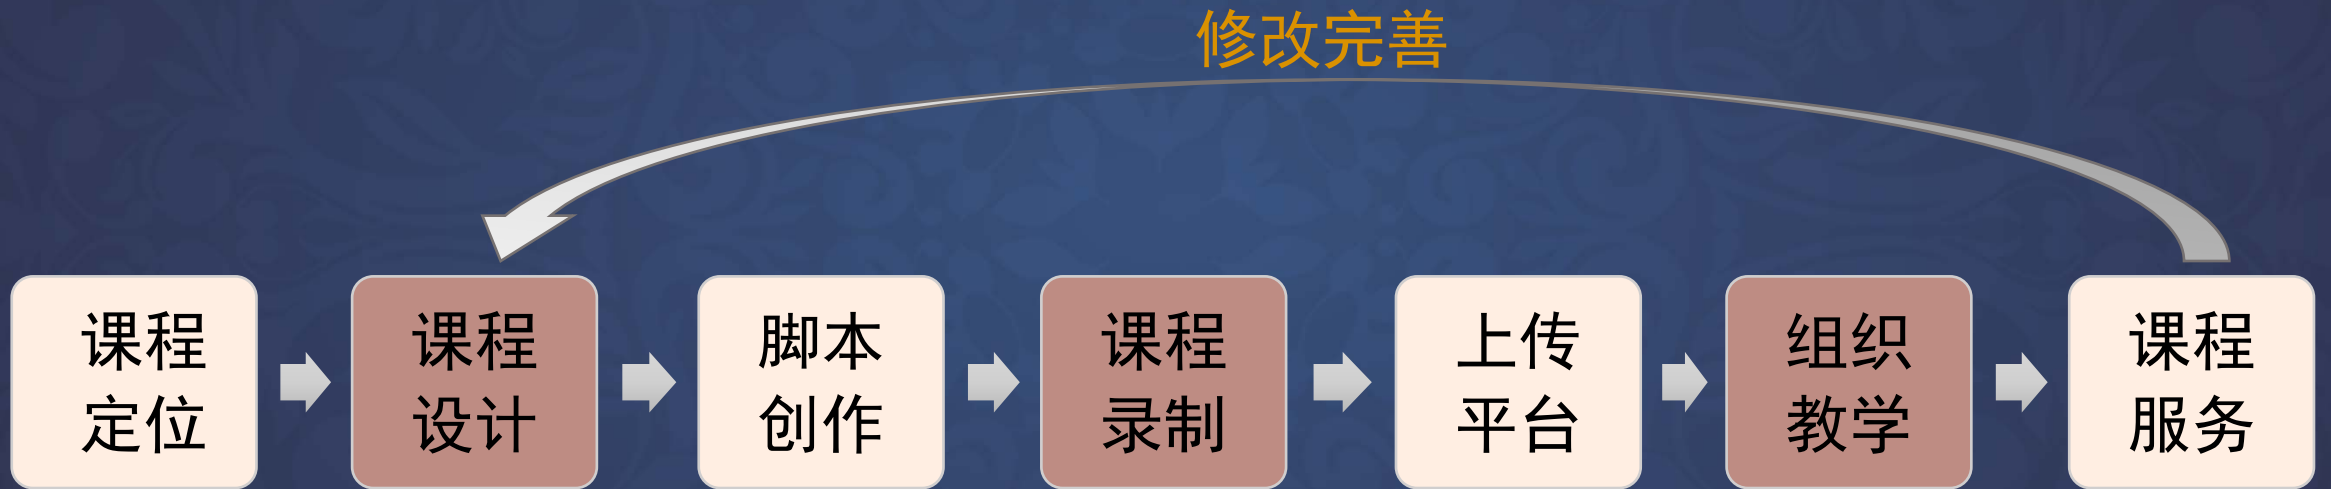 修改完善
课程
定位
课程
设计
脚本
创作
课程
录制
上传
平台
组织
教学
课程
服务